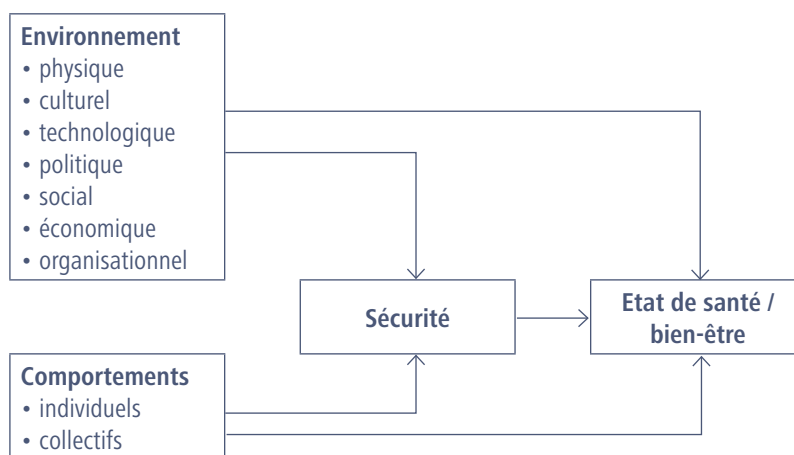 Environnement
• physique
• culturel
• technologique
• politique
• social
• économique
• organisationnel
Sécurité
Etat de santé /
bien-être
Comportements
• individuels
• collectifs